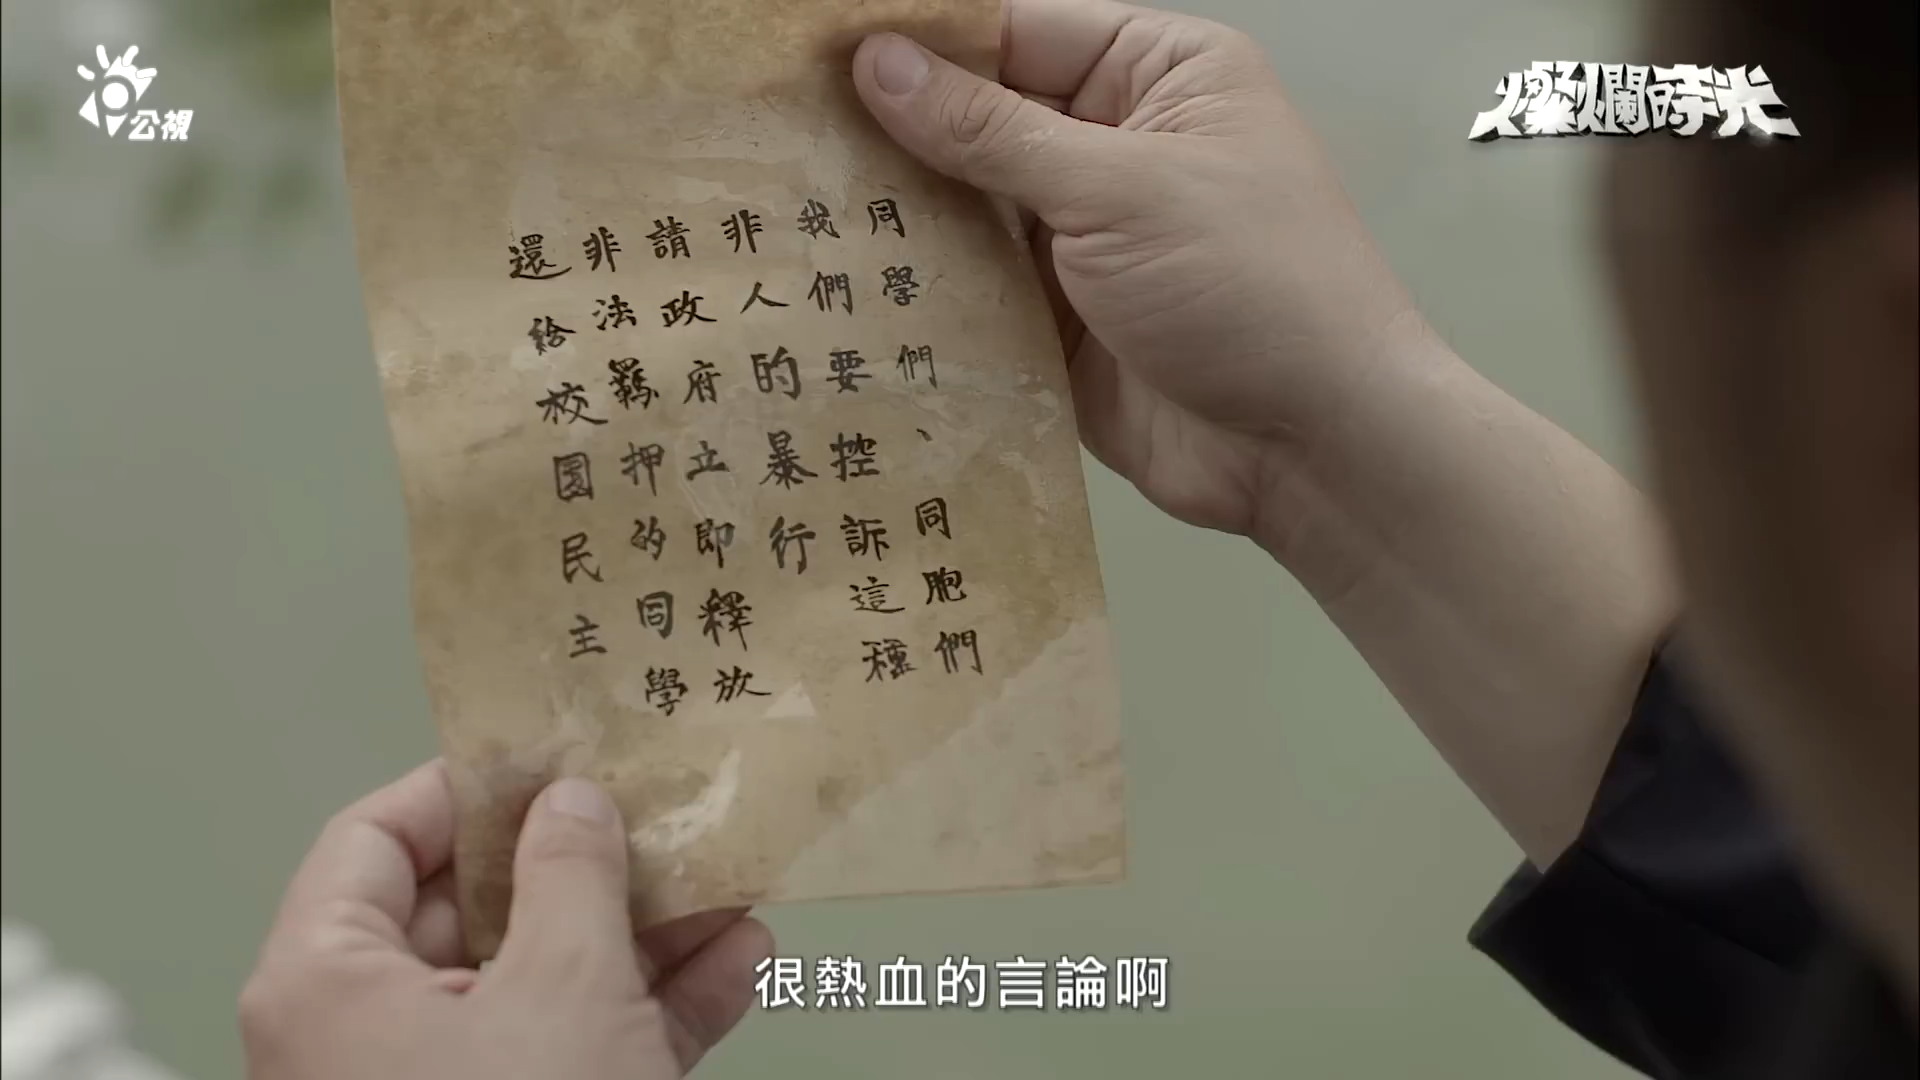 公視
燦爛時光
同學們、同胞們
我們要控訴這種
非人的暴行
請政府立即釋放
非法羈押的同學
還給校園民主
很熱血的言論啊